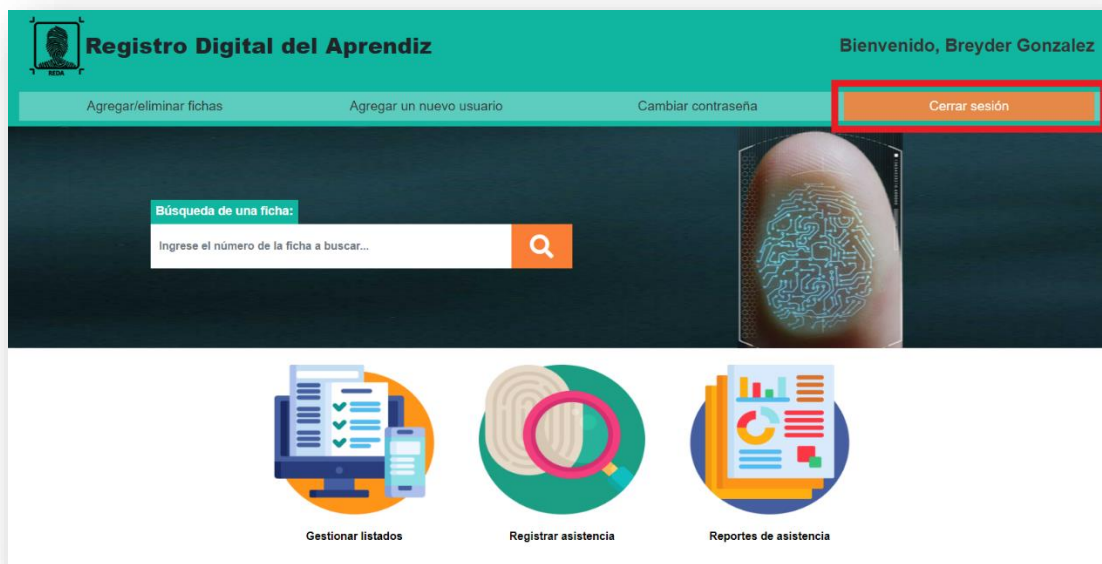 Registro Digital del Aprendiz
REDA
Bienvenido, Breyder Gonzalez
Agregar/eliminar fichas
Agregar un nuevo usuario
Cambiar contraseña
Cerrar sesión
Búsqueda de una ficha:
Ingrese el número de la ficha a buscar...
Gestionar listados
Registrar asistencia
Reportes de asistencia